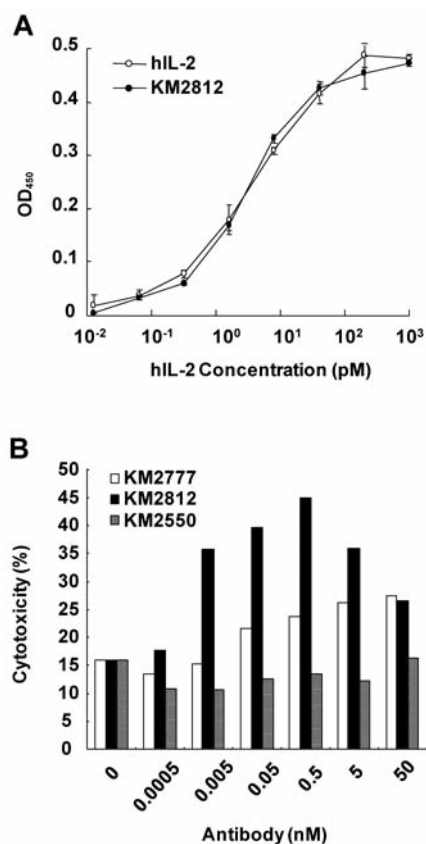 A
hIL-2
KM2812
OD450
0.5
0.4
0.3
0.2
0.1
0
10-2 10-1 100 101 102 103
hIL-2 Concentration (pM)
B
KM2777
KM2812
KM2550
Cytotoxicity (%)
50
45
40
35
30
25
20
15
10
5
0
0 0.0005 0.005 0.05 0.5 5 50
Antibody (nM)